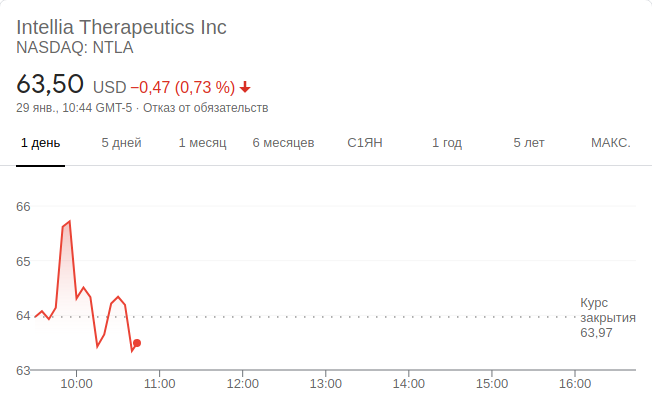 Intellia Therapeutics Inc
NASDAQ: NTLA
63,50 USD −0,47 (0,73 %)
29 янв., 10:44 GMT-5 · Отказ от обязательств
1 день 5 дней 1 месяц 6 месяцев С1ЯН 1 год 5 лет МАКС.
66
65
64
63
Курс
закрытия
63,97
10:00 11:00 12:00 13:00 14:00 15:00 16:00